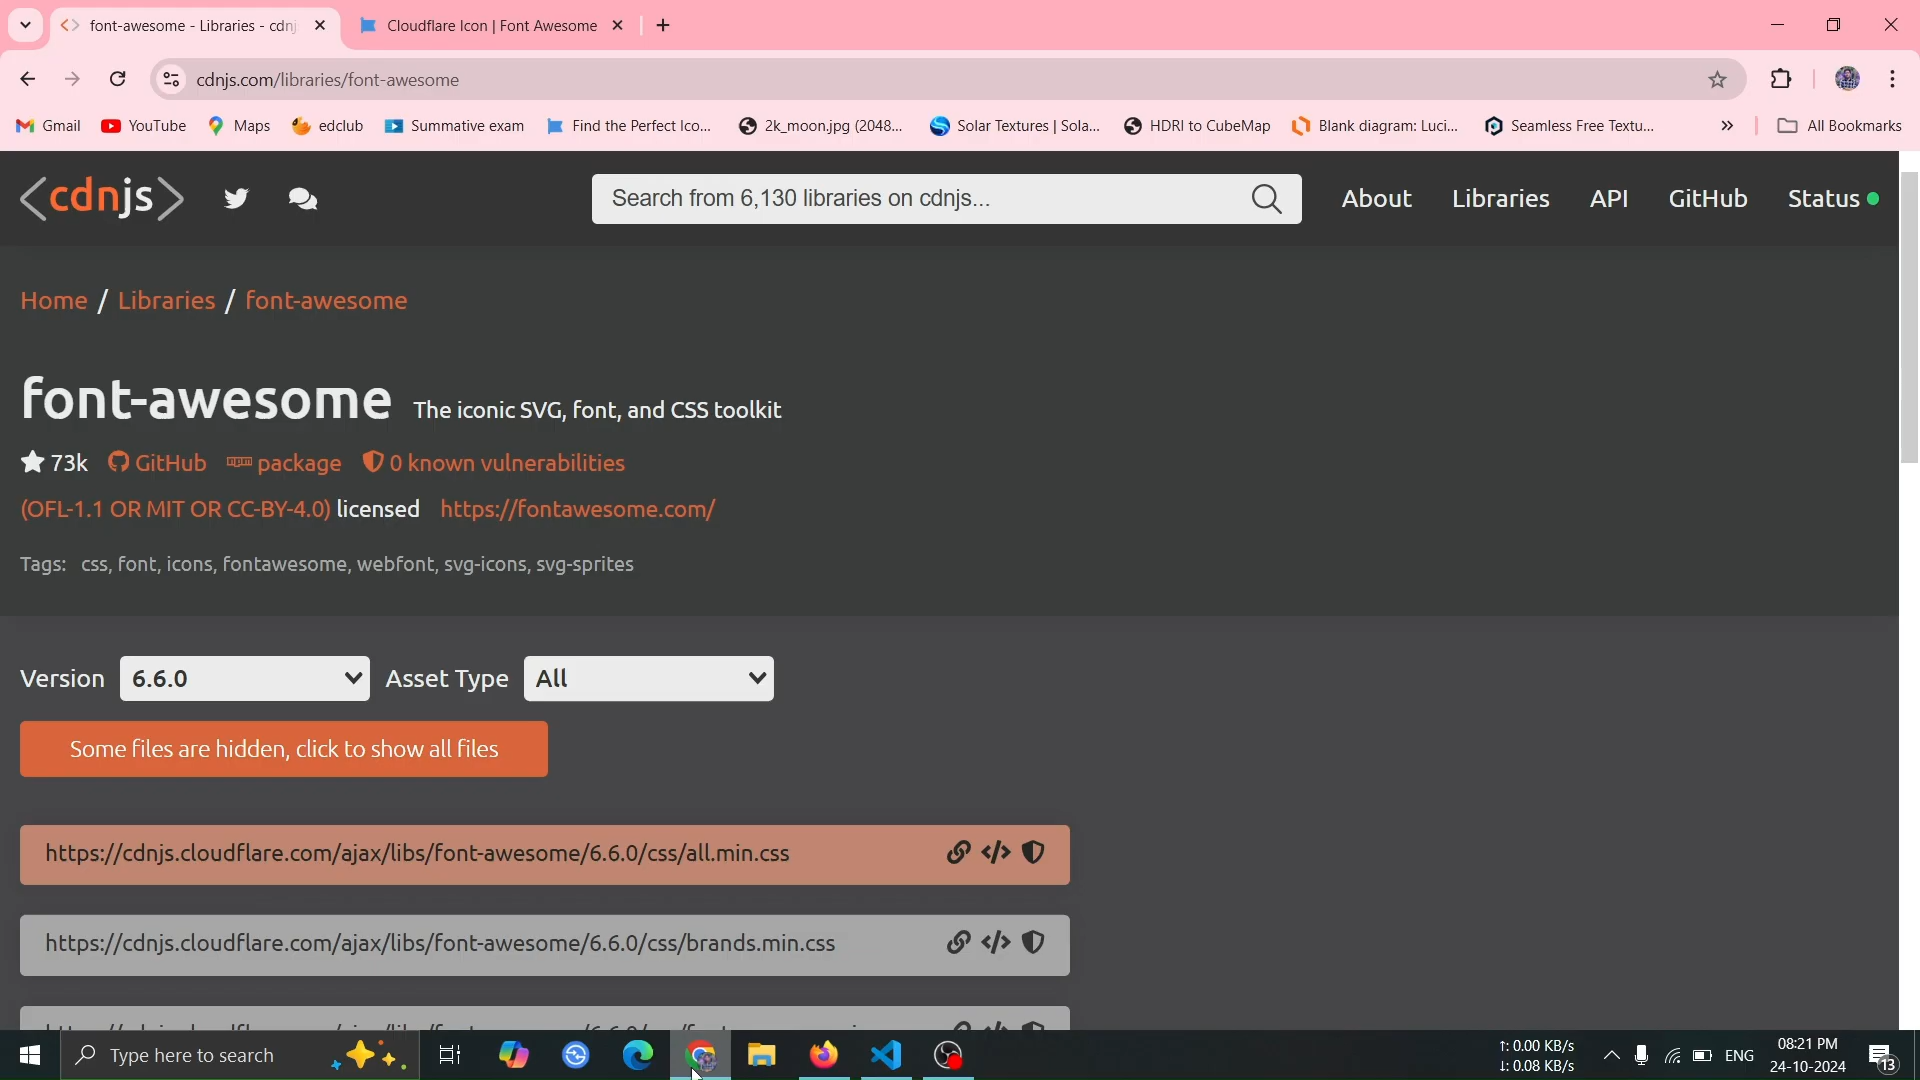 font-awesome - Libraries - cdnj
Cloudflare Icon | Font Awesome
cdnjs.com/libraries/font-awesome
Gmail
YouTube
Maps
edclub
Summative exam
Find the Perfect Ico...
2k_moon.jpg (2048...
Solar Textures | Sola...
HDRI to CubeMap
Blank diagram: Luci...
Seamless Free Textu...
All Bookmarks
<cdnjs>
Search from 6,130 libraries on cdnjs...
About
Libraries
API
GitHub
Status
Home / Libraries / font-awesome
font-awesome The iconic SVG, font, and CSS toolkit
73k GitHub package 0 known vulnerabilities
(OFL-1.1 OR MIT OR CC-BY-4.0) licensed https://fontawesome.com/
Tags: css, font, icons, fontawesome, webfont, svg-icons, svg-sprites
Version 6.6.0 Asset Type All
Some files are hidden, click to show all files
https://cdnjs.cloudflare.com/ajax/libs/font-awesome/6.6.0/css/all.min.css
https://cdnjs.cloudflare.com/ajax/libs/font-awesome/6.6.0/css/brands.min.css
Type here to search
↑: 0.00 KB/s
↓: 0.08 KB/s
ENG
08:21 PM
24-10-2024
13